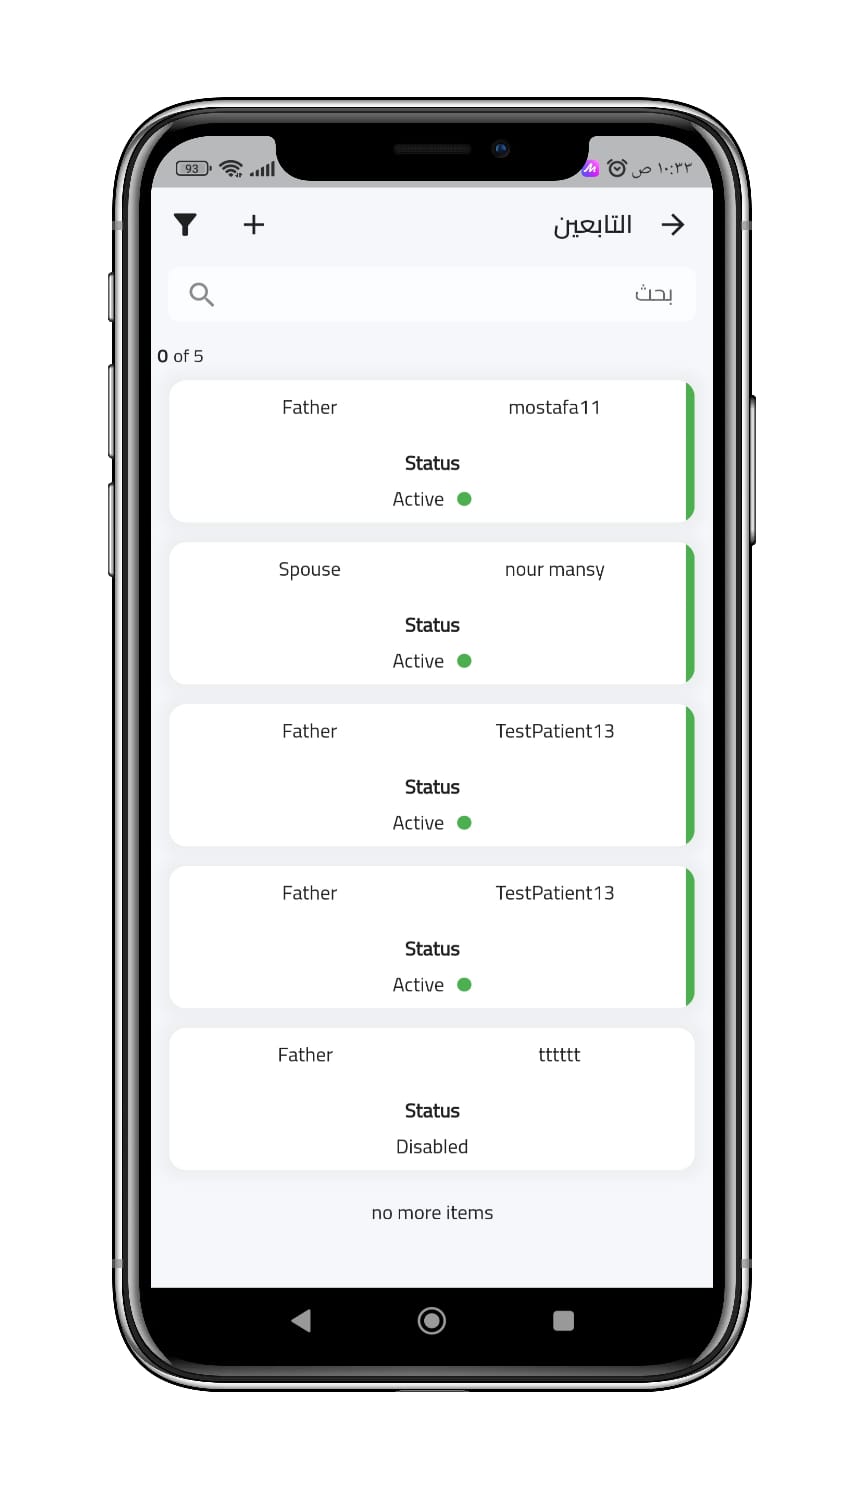 93 ١٠:٣٢ ص
التابعين
بحث
0 of 5
Father mostafa11
Status
Active
Spouse nour mansy
Status
Active
Father TestPatient13
Status
Active
Father TestPatient13
Status
Active
Father tttttt
Status
Disabled
no more items